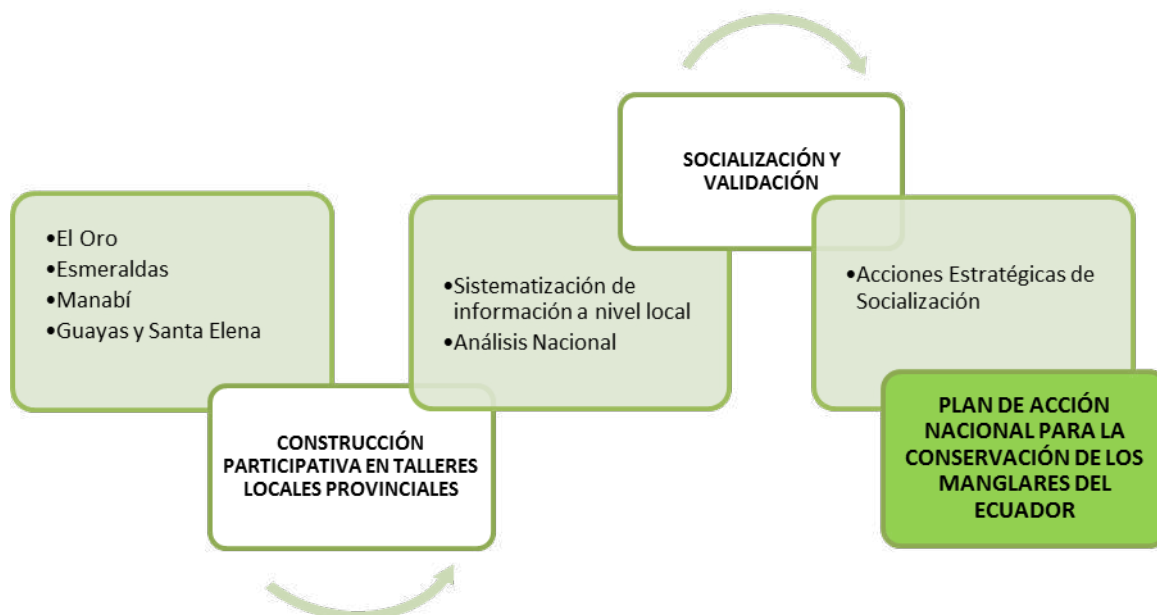 •El Oro
•Esmeraldas
•Manabí
•Guayas y Santa Elena
CONSTRUCCIÓN
PARTICIPATIVA EN TALLERES
LOCALES PROVINCIALES
•Sistematización de
información a nivel local
•Análisis Nacional
SOCIALIZACIÓN Y
VALIDACIÓN
•Acciones Estratégicas de
Socialización
PLAN DE ACCIÓN
NACIONAL PARA LA
CONSERVACIÓN DE LOS
MANGLARES DEL
ECUADOR